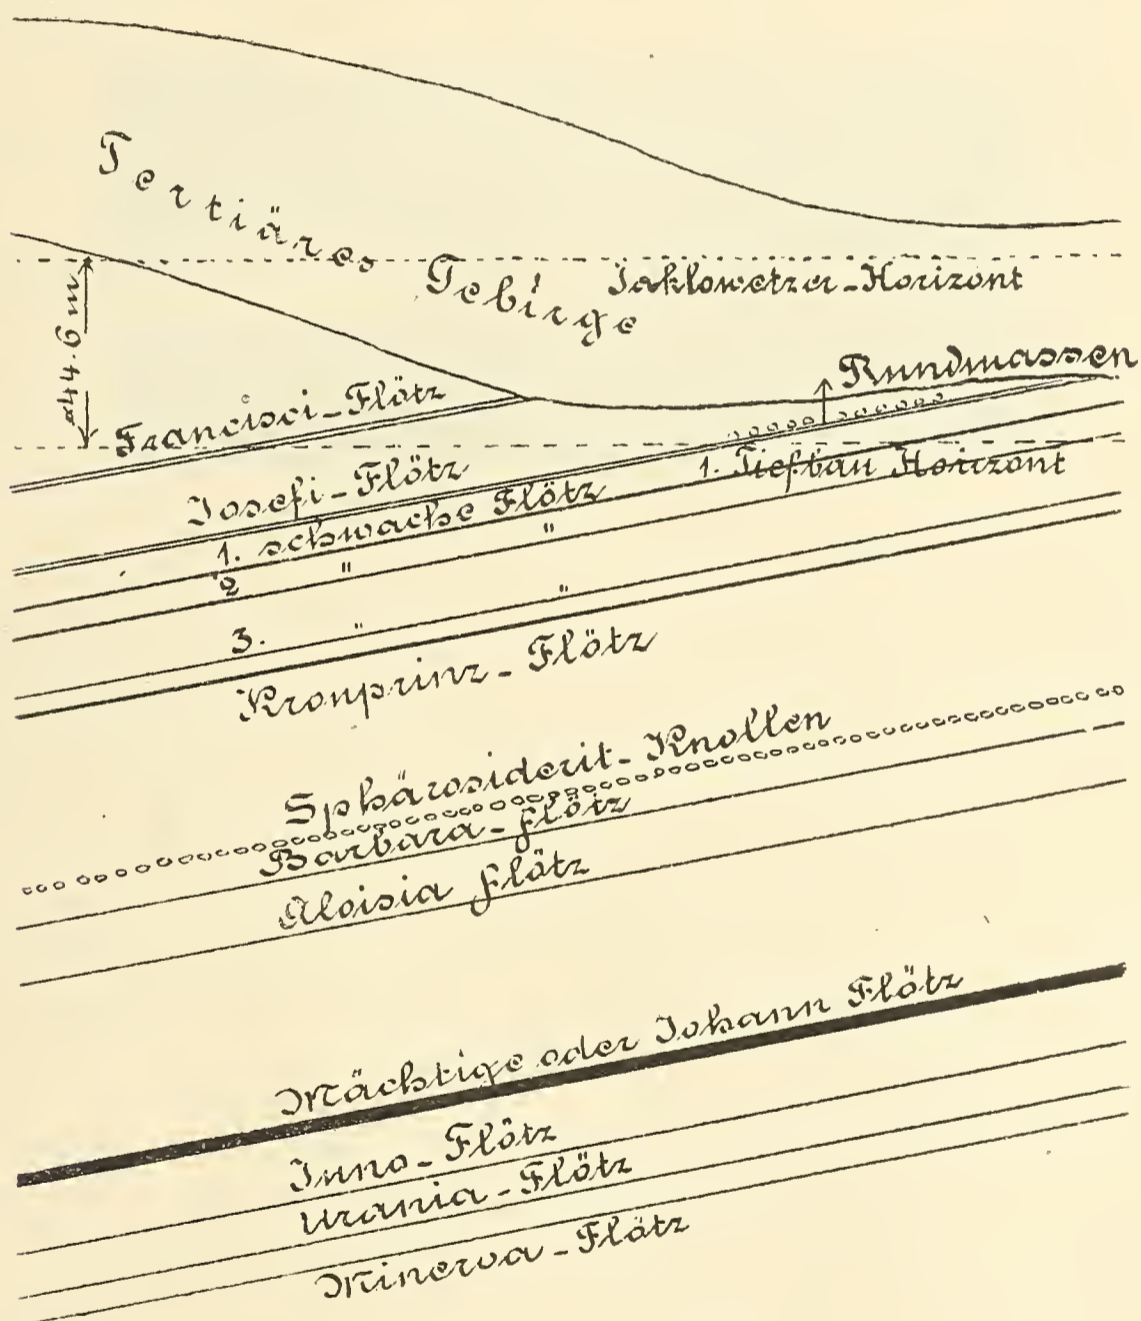 Tertiäres Gebirge
Jaklowetzer-Horizont
44.6 m
Rundmassen
Francisci-Flötz
1. Tiefbau Horizont
Josefi-Flötz
1. schwache Flötz
2 " "
3. " "
Kronprinz-Flötz
Sphärosiderit-Knollen
Barbara-Flötz
Aloisia Flötz
Mächtige oder Johann Flötz
Juno-Flötz
Urania-Flötz
Minerva-Flötz